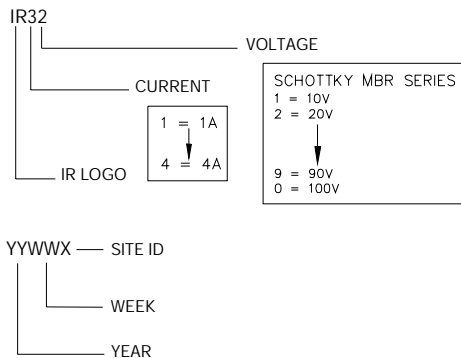 IR32
VOLTAGE
CURRENT
IR LOGO
1 = 1A
4 = 4A
SCHOTTKY MBR SERIES
1 = 10V
2 = 20V
9 = 90V
0 = 100V
YYWWX
SITE ID
WEEK
YEAR